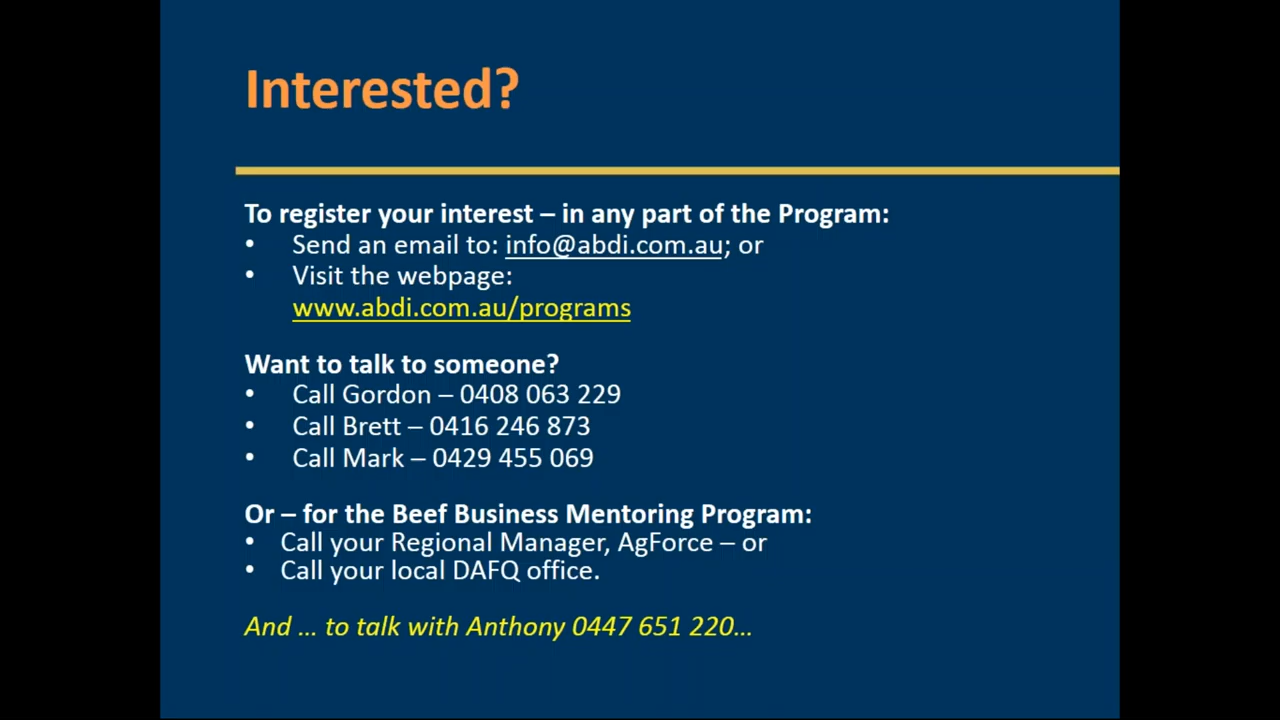 Interested?
To register your interest – in any part of the Program:
• Send an email to: info@abdi.com.au; or
• Visit the webpage:
www.abdi.com.au/programs
Want to talk to someone?
• Call Gordon – 0408 063 229
• Call Brett – 0416 246 873
• Call Mark – 0429 455 069
Or – for the Beef Business Mentoring Program:
• Call your Regional Manager, AgForce – or
• Call your local DAFQ office.
And ... to talk with Anthony 0447 651 220...